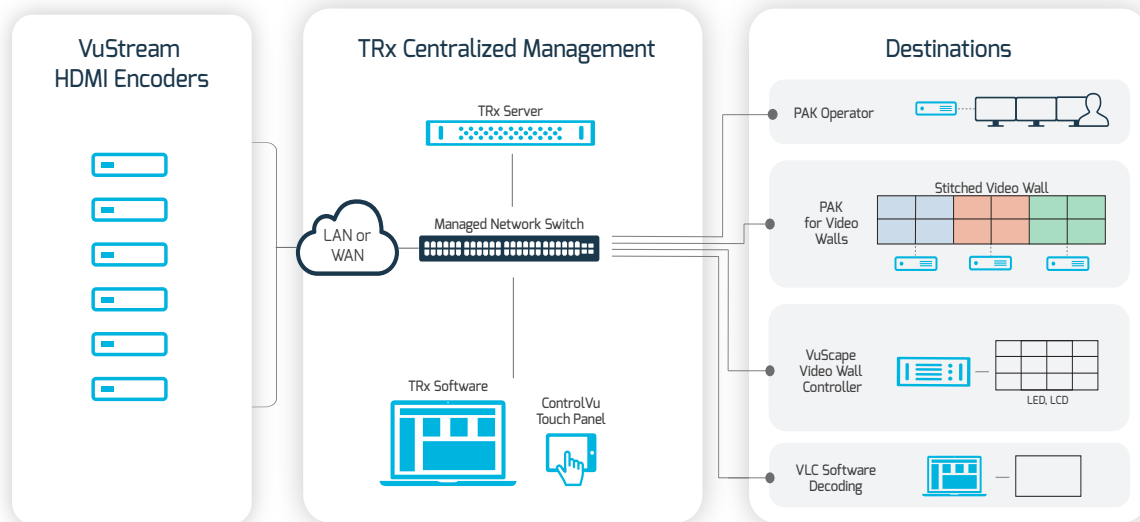 VuStream
HDMI Encoders
TRx Centralized Management
TRx Server
LAN or
WAN
Managed Network Switch
TRx Software
ControlVu
Touch Panel
Destinations
PAK Operator
PAK
for Video
Walls
Stitched Video Wall
VuScape
Video Wall
Controller
LED, LCD
VLC Software
Decoding